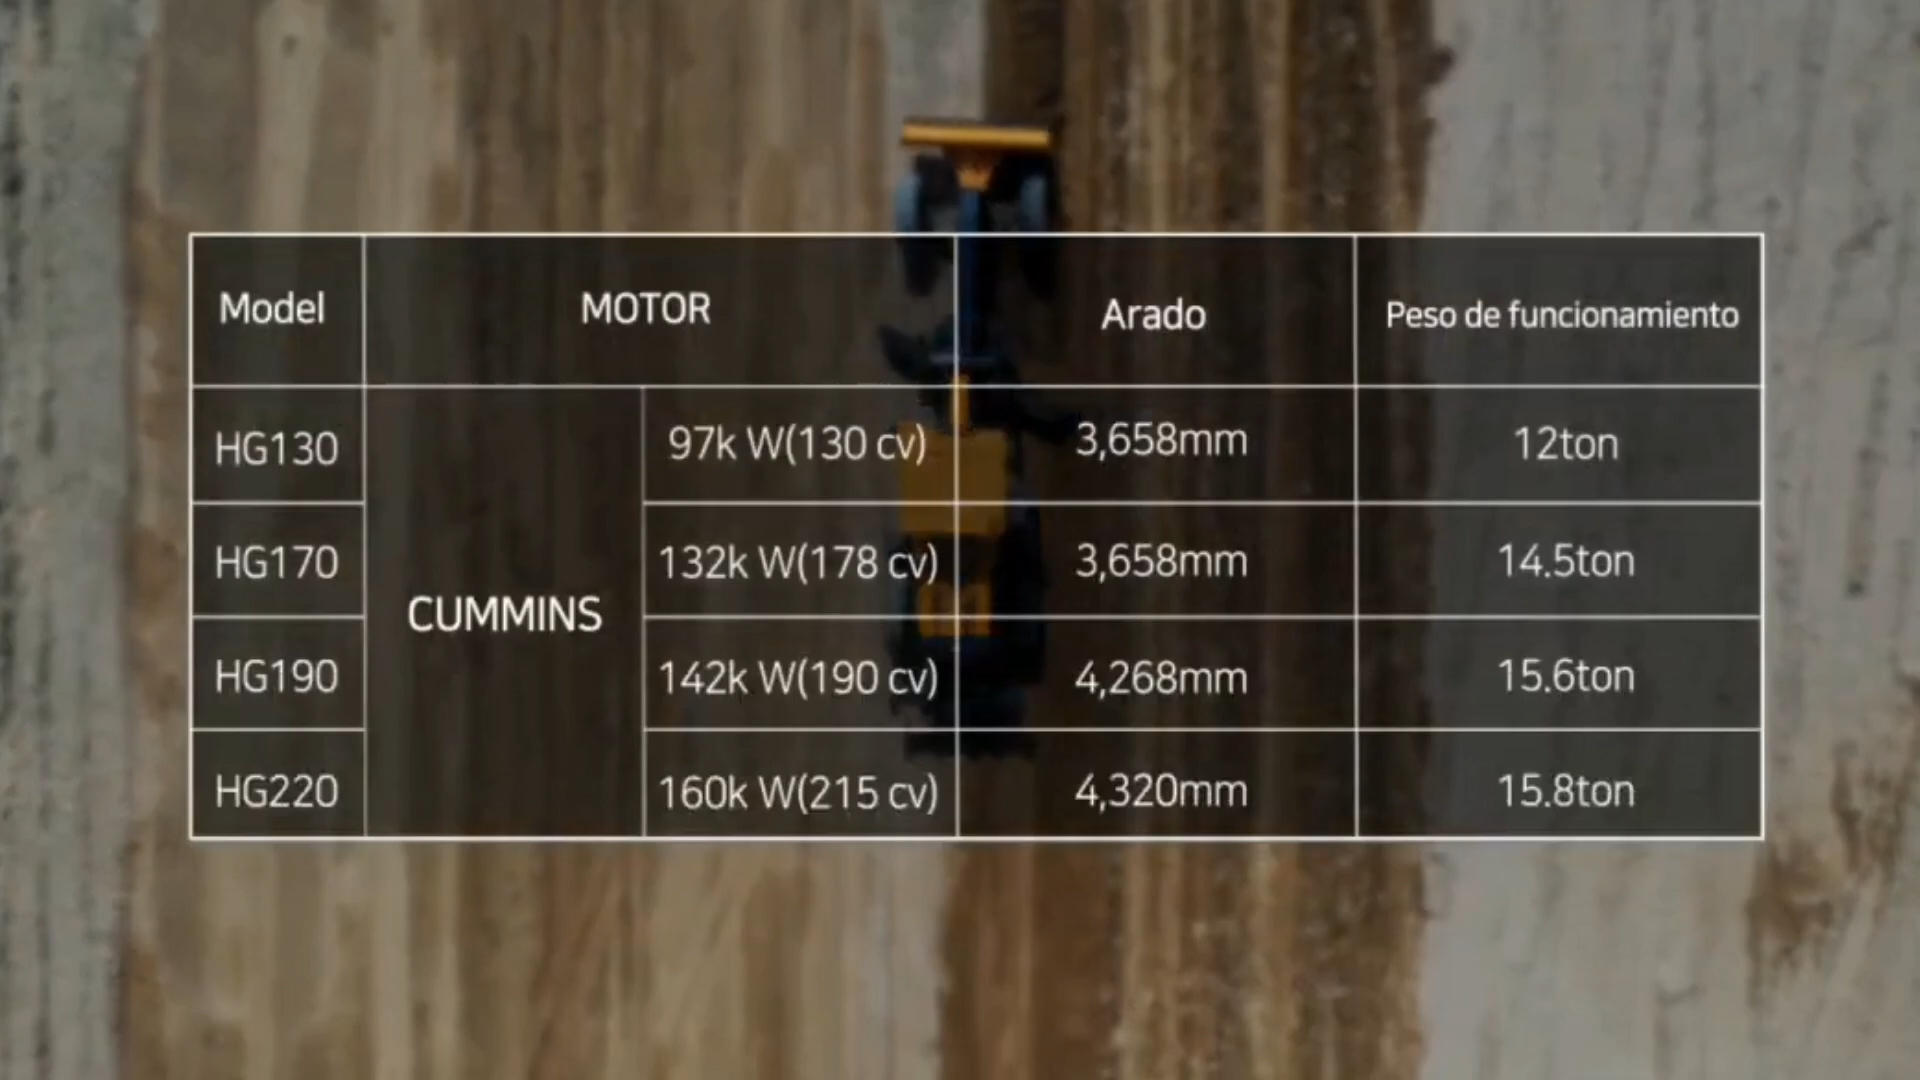 Model MOTOR Arado Peso de funcionamiento
HG130 97k W(130 cv) 3,658mm 12ton
HG170 132k W(178 cv) 3,658mm 14.5ton
CUMMINS
HG190 142k W(190 cv) 4,268mm 15.6ton
HG220 160k W(215 cv) 4,320mm 15.8ton